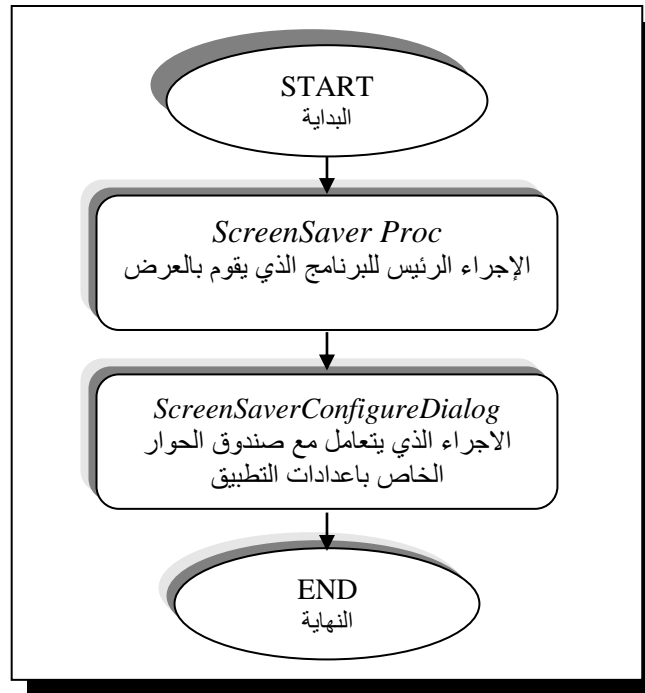 START
البداية
ScreenSaver Proc
الإجراء الرئيس للبرنامج الذي يقوم بالعرض
ScreenSaverConfigureDialog
الاجراء الذي يتعامل مع صندوق الحوار
الخاص باعدادات التطبيق
END
النهاية